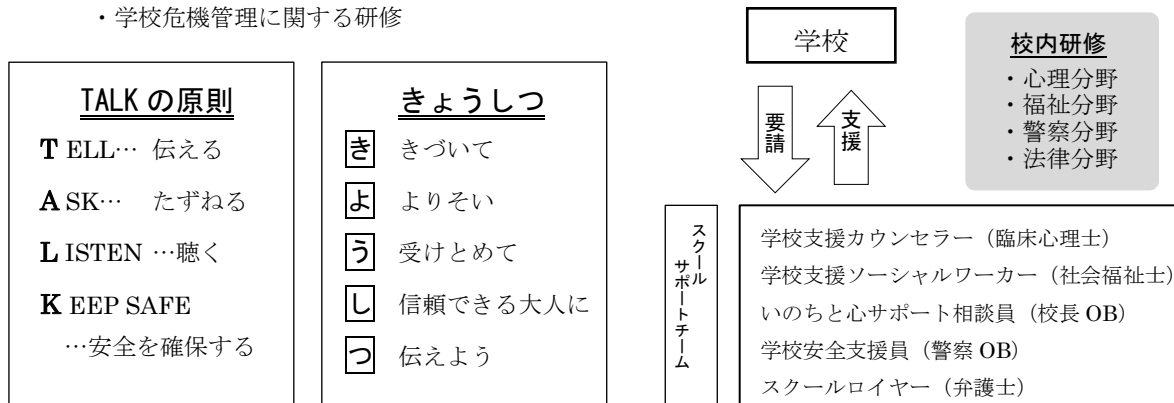 ・学校危機管理に関する研修
TALK の原則
T ELL… 伝える
A SK… たずねる
L ISTEN …聴く
K EEP SAFE
…安全を確保する
きょうしつ
き きづいて
よ よりそい
う 受けとめて
し 信頼できる大人に
つ 伝えよう
学校
要請
支援
校内研修
・心理分野
・福祉分野
・警察分野
・法律分野
スクール
サポートチーム
学校支援カウンセラー（臨床心理士）
学校支援ソーシャルワーカー（社会福祉士）
いのちと心サポート相談員（校長 OB）
学校安全支援員（警察 OB）
スクールロイヤー（弁護士）